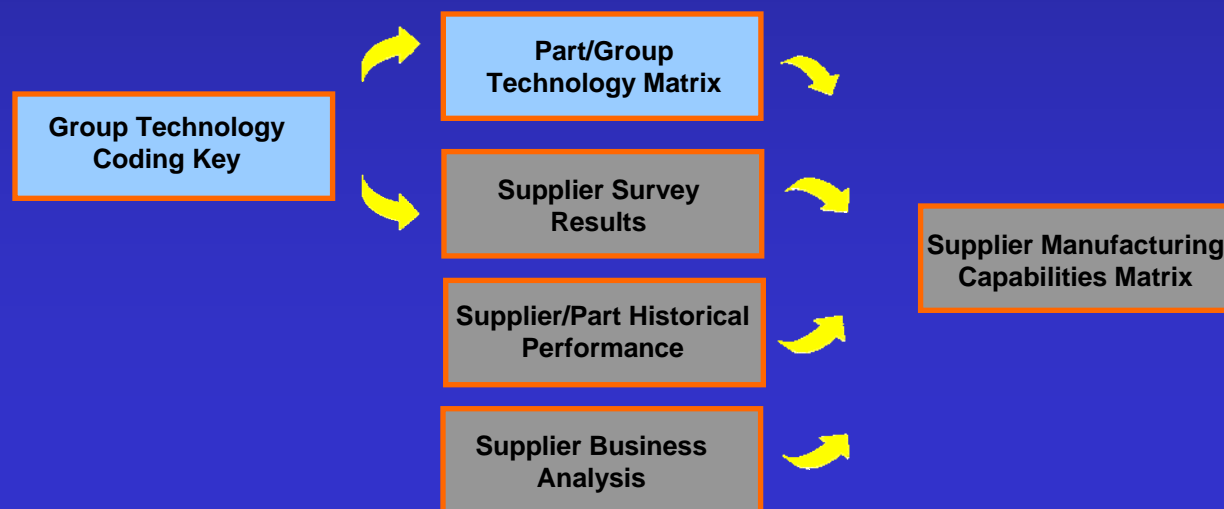 Group Technology
Coding Key
Part/Group
Technology Matrix
Supplier Survey
Results
Supplier/Part Historical
Performance
Supplier Business
Analysis
Supplier Manufacturing
Capabilities Matrix